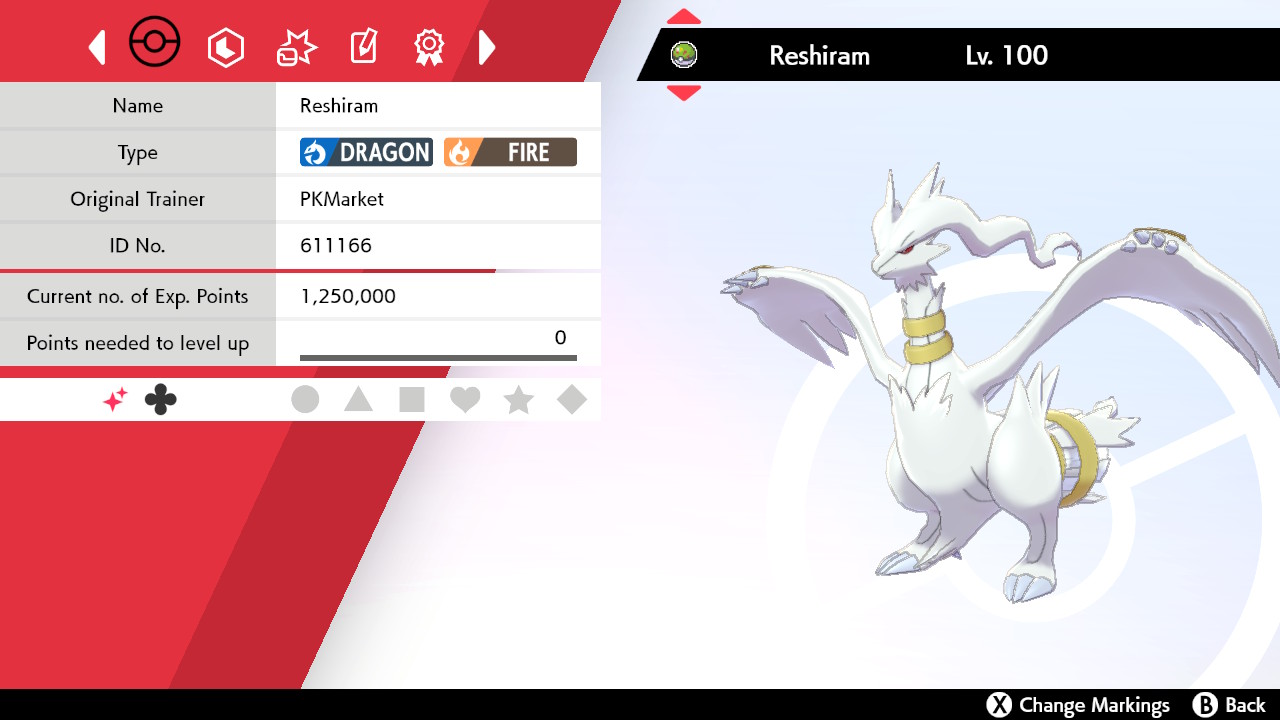 Reshiram Lv. 100
Name Reshiram
Type DRAGON FIRE
Original Trainer PKMarket
ID No. 611166
Current no. of Exp. Points 1,250,000
Points needed to level up 0
X Change Markings B Back